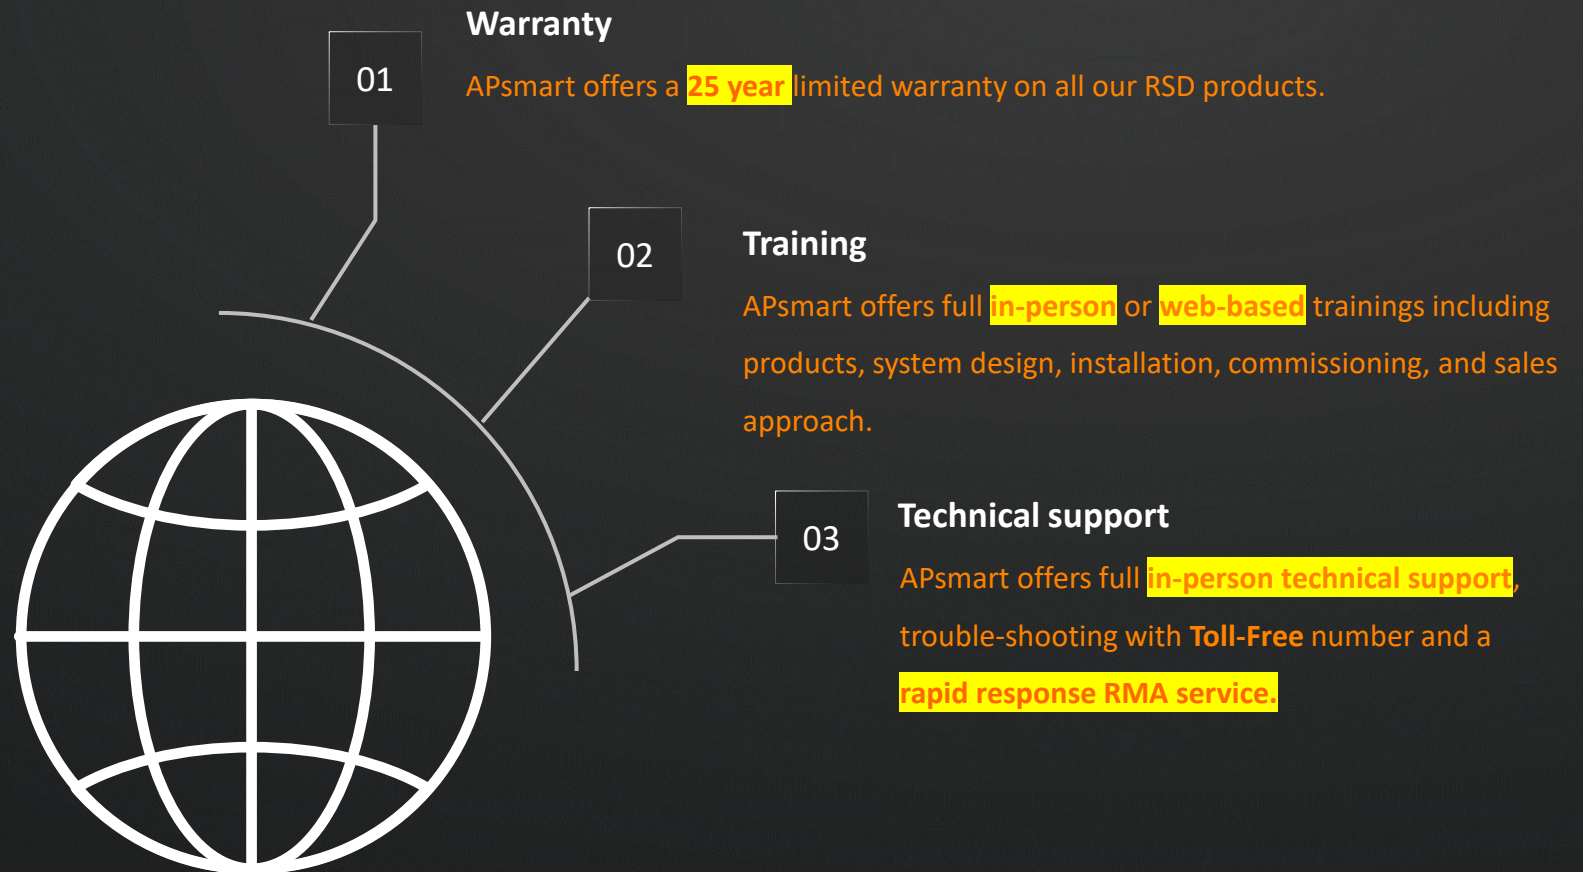 01
Warranty
APsmart offers a 25 year limited warranty on all our RSD products.
02
Training
APsmart offers full in-person or web-based trainings including
products, system design, installation, commissioning, and sales
approach.
03
Technical support
APsmart offers full in-person technical support,
trouble-shooting with Toll-Free number and a
rapid response RMA service.